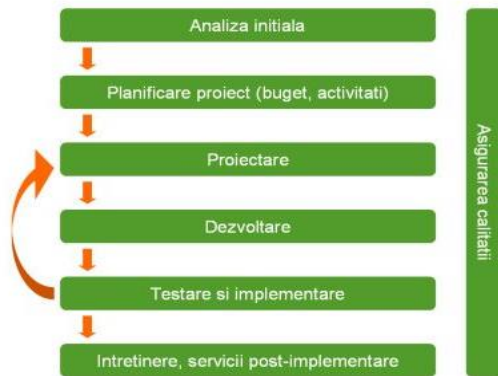 Analiza initiala
Planificare proiect (buget, activitati)
Proiectare
Dezvoltare
Testare si implementare
Intretinere, servicii post-implementare
Asigurarea calitatii